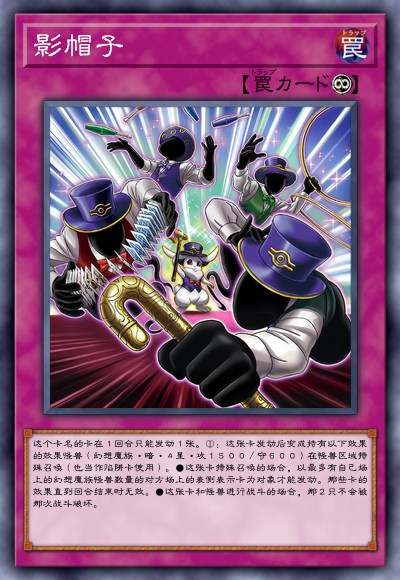 影帽子
トラップ
罠
トラップ
【罠カード】
这个卡名的卡在1回合只能发动1张。①：这张卡发动后变成持有以下效果
的效果怪兽（幻想魔族·暗·4星·攻1500／守600）在怪兽区域特
殊召唤（也当作陷阱卡使用）。●这张卡特殊召唤的场合，以最多有自己场
上的幻想魔族怪兽数量的对方场上的表侧表示卡为对象才能发动。那些卡的
效果直到回合结束时无效。●这张卡和怪兽进行战斗的场合，那2只不会被
那次战斗破坏。